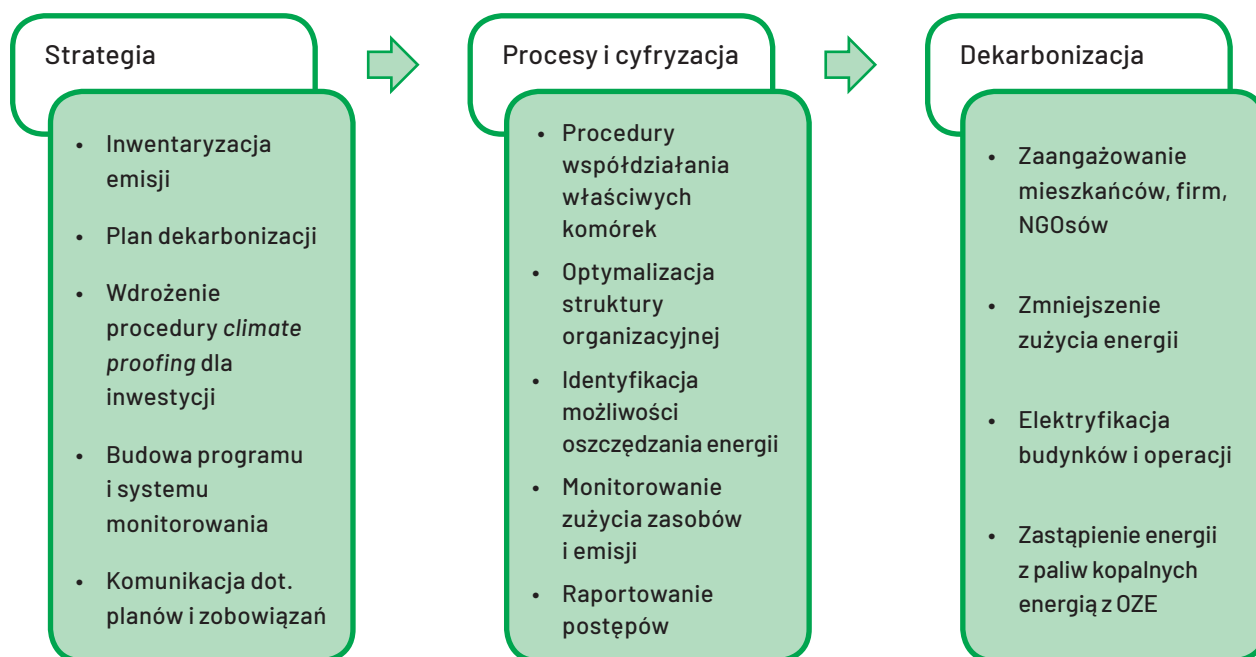 Strategia
• Inwentaryzacja
emisji
• Plan dekarbonizacji
• Wdrożenie
procedury climate
proofing dla
inwestycji
• Budowa programu
i systemu
monitorowania
• Komunikacja dot.
planów i zobowiązań
Procesy i cyfryzacja
• Procedury
współdziałania
właściwych
komórek
• Optymalizacja
struktury
organizacyjnej
• Identyfikacja
możliwości
oszczędzania energii
• Monitorowanie
zużycia zasobów
i emisji
• Raportowanie
postępów
Dekarbonizacja
• Zaangażowanie
mieszkańców, firm,
NGOsów
• Zmniejszenie
zużycia energii
• Elektryfikacja
budynków i operacji
• Zastąpienie energii
z paliw kopalnych
energią z OZE